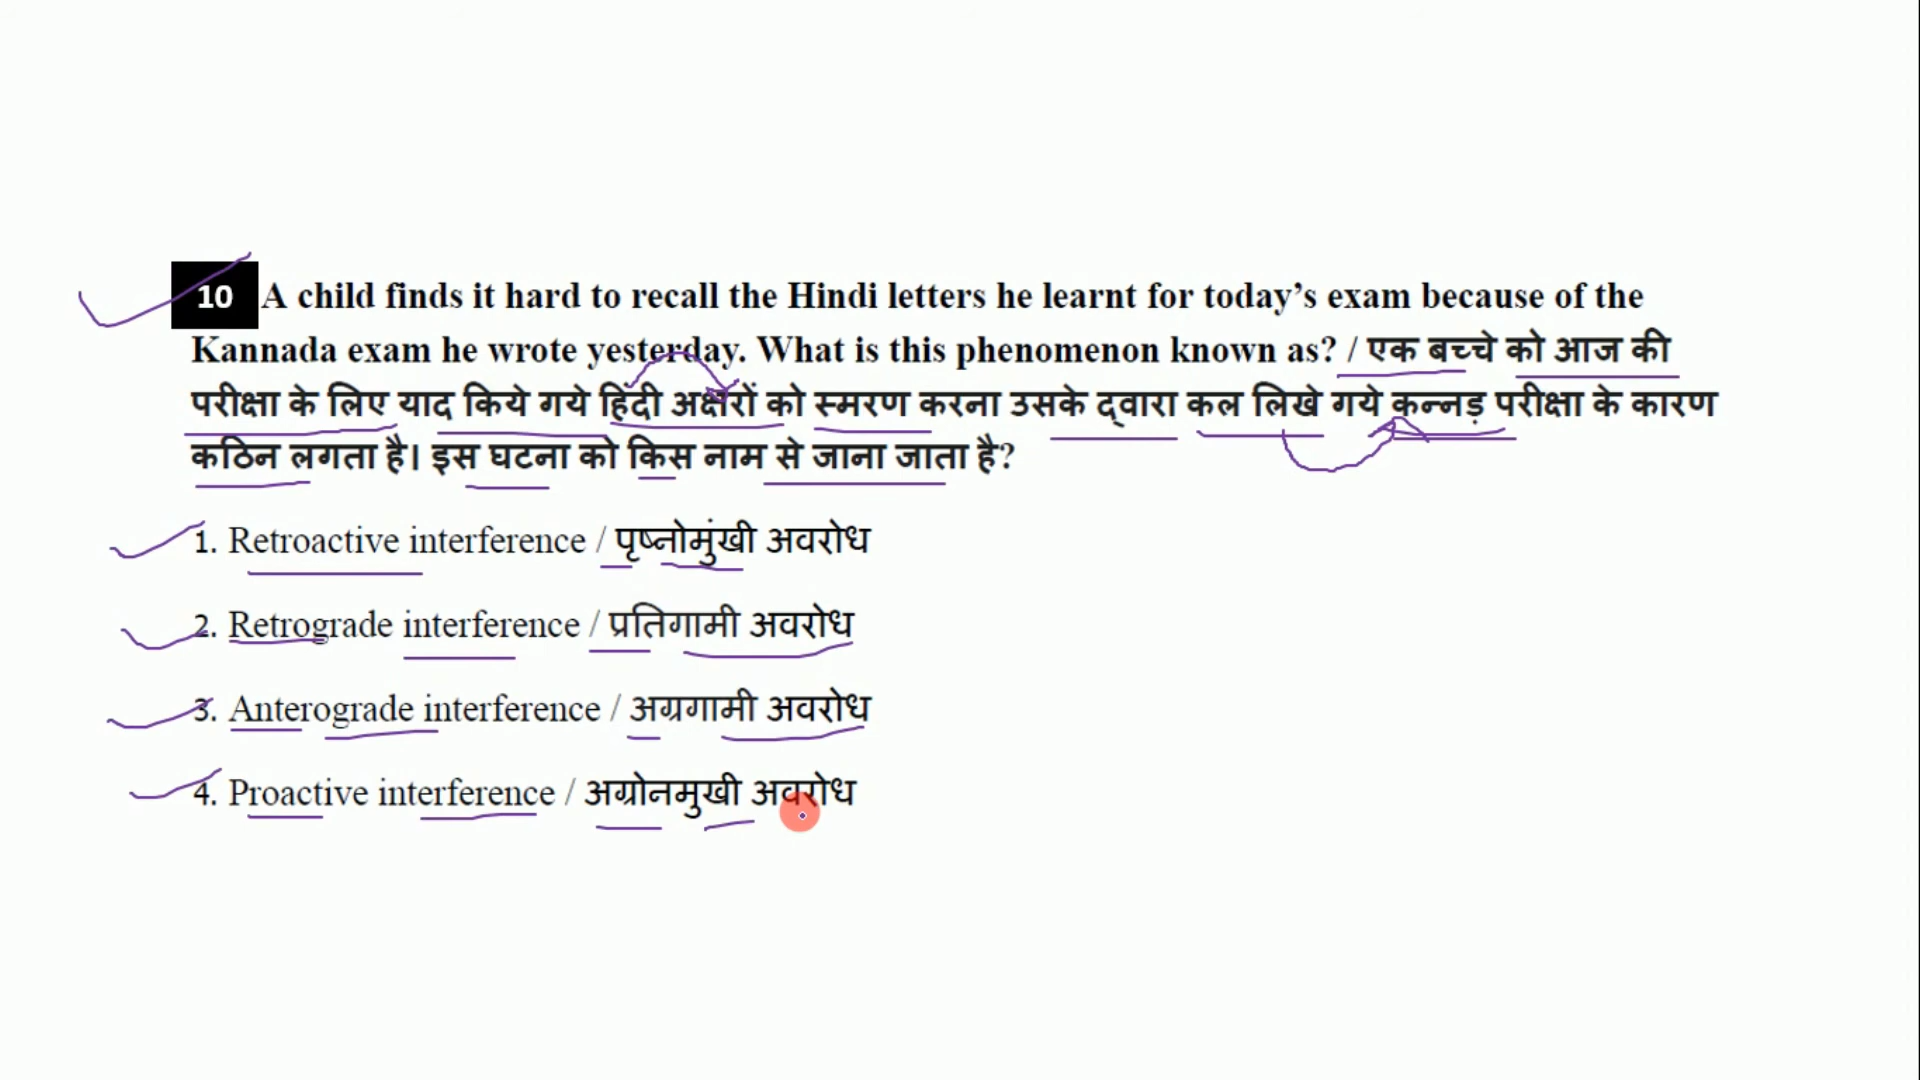 10 A child finds it hard to recall the Hindi letters he learnt for today's exam because of the
Kannada exam he wrote yesterday. What is this phenomenon known as? / एक बच्चे को आज की
परीक्षा के लिए याद किये गये हिंदी अक्षरों को स्मरण करना उसके द्वारा कल लिखे गये कन्नड़ परीक्षा के कारण
कठिन लगता है। इस घटना को किस नाम से जाना जाता है?
1. Retroactive interference / पृष्नोमुंखी अवरोध
2. Retrograde interference / प्रतिगामी अवरोध
3. Anterograde interference / अग्रगामी अवरोध
4. Proactive interference / अग्रोनमुखी अवरोध